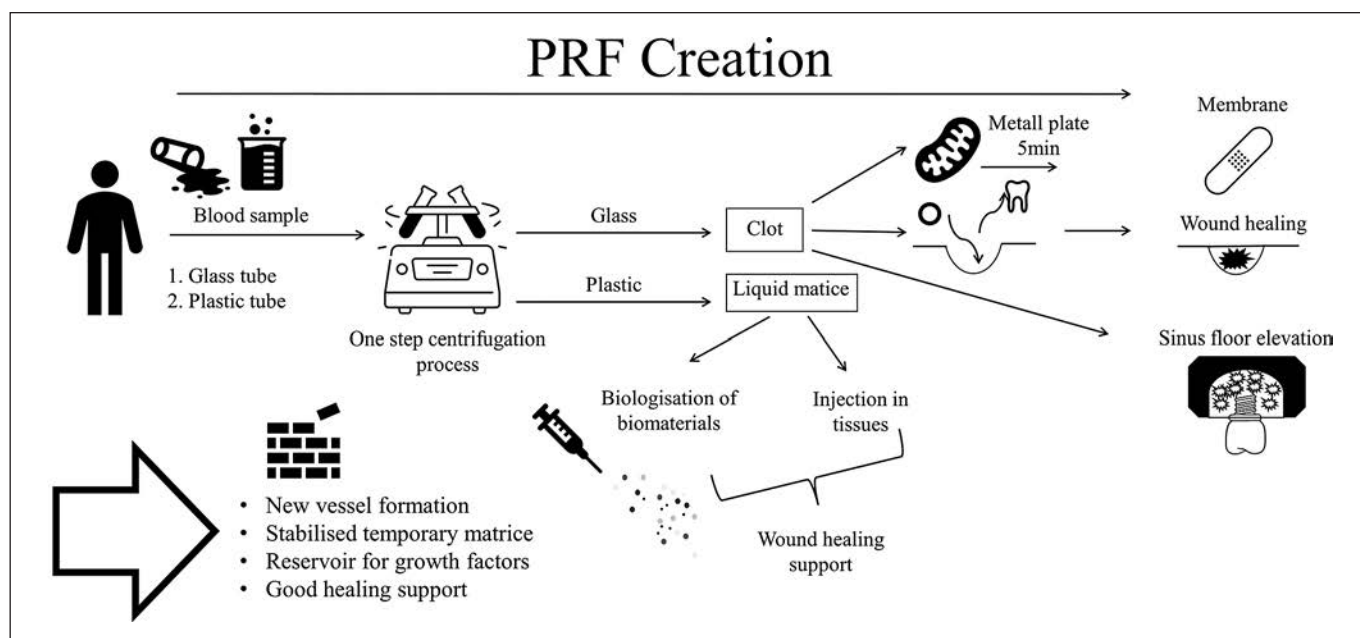 PRF Creation
Blood sample
1. Glass tube
2. Plastic tube
One step centrifugation
process
Glass
Plastic
Clot
Liquid matice
Metall plate
5min
Membrane
Wound healing
Sinus floor elevation
Biologisation of
biomaterials
Injection in
tissues
Wound healing
support
• New vessel formation
• Stabilised temporary matrice
• Reservoir for growth factors
• Good healing support